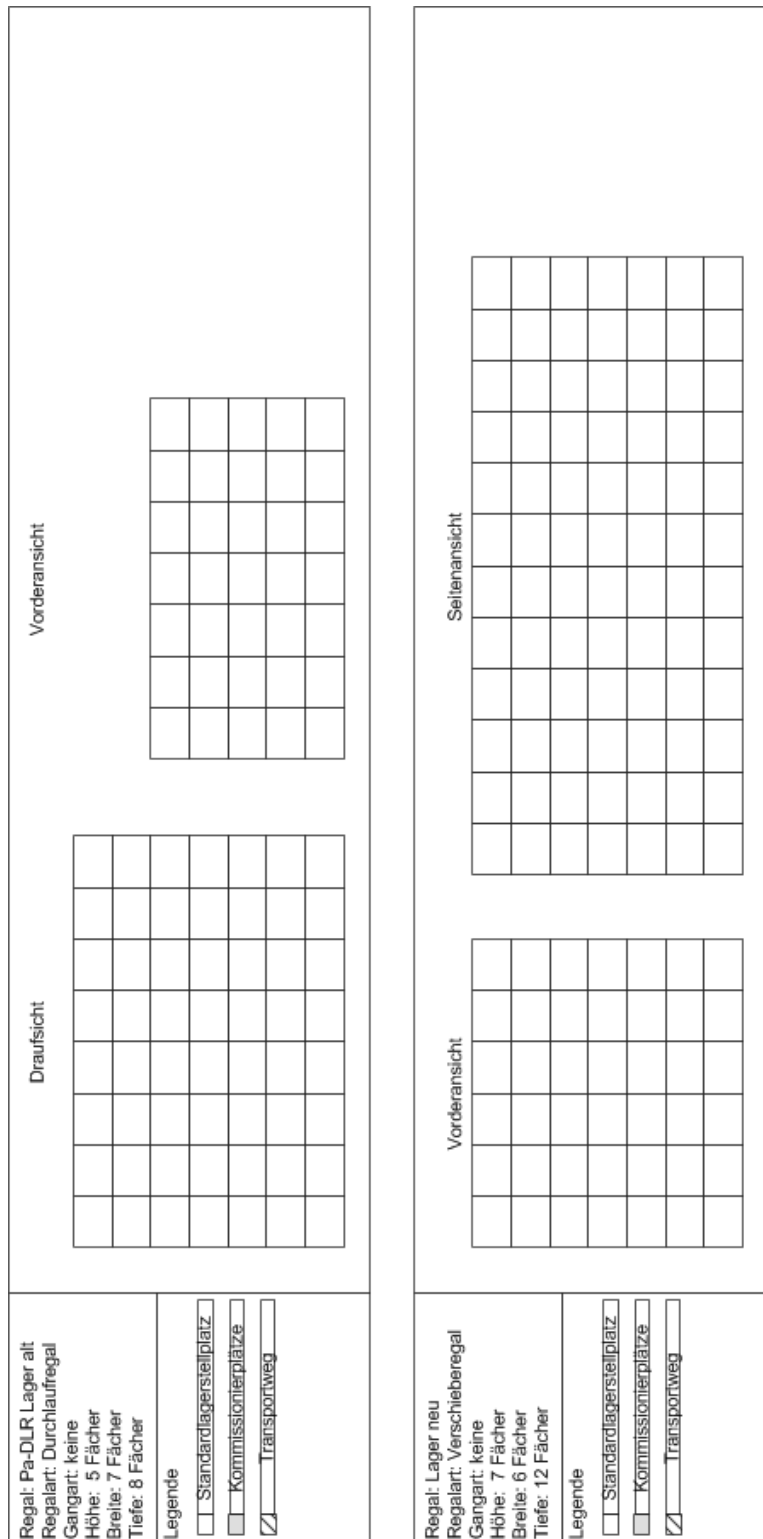 Regal: Pa-DLR Lager alt
Regalart: Durchlaufregal
Gangart: keine
Höhe: 5 Fächer
Breite: 7 Fächer
Tiefe: 8 Fächer
Legende
Standardlagerstellplatz
Kommissionierplätze
Transportweg
Draufsicht
Vorderansicht
Regal: Lager neu
Regalart: Verschieberegal
Gangart: keine
Höhe: 7 Fächer
Breite: 6 Fächer
Tiefe: 12 Fächer
Legende
Standardlagerstellplatz
Kommissionierplätze
Transportweg
Vorderansicht
Seitenansicht